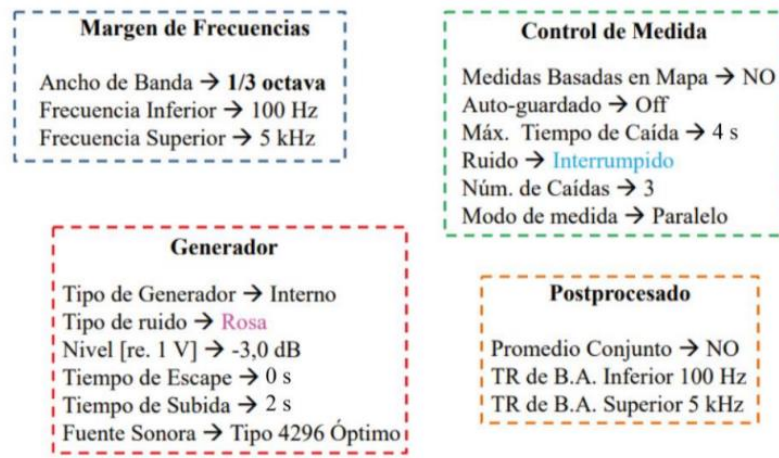 Margen de Frecuencias
Ancho de Banda → 1/3 octava
Frecuencia Inferior → 100 Hz
Frecuencia Superior → 5 kHz
Control de Medida
Medidas Basadas en Mapa → NO
Auto-guardado → Off
Máx. Tiempo de Caída → 4 s
Ruido → Interrumpido
Núm. de Caídas → 3
Modo de medida → Paralelo
Generador
Tipo de Generador → Interno
Tipo de ruido → Rosa
Nivel [re. 1 V] → -3,0 dB
Tiempo de Escape → 0 s
Tiempo de Subida → 2 s
Fuente Sonora → Tipo 4296 Óptimo
Postprocesado
Promedio Conjunto → NO
TR de B.A. Inferior 100 Hz
TR de B.A. Superior 5 kHz